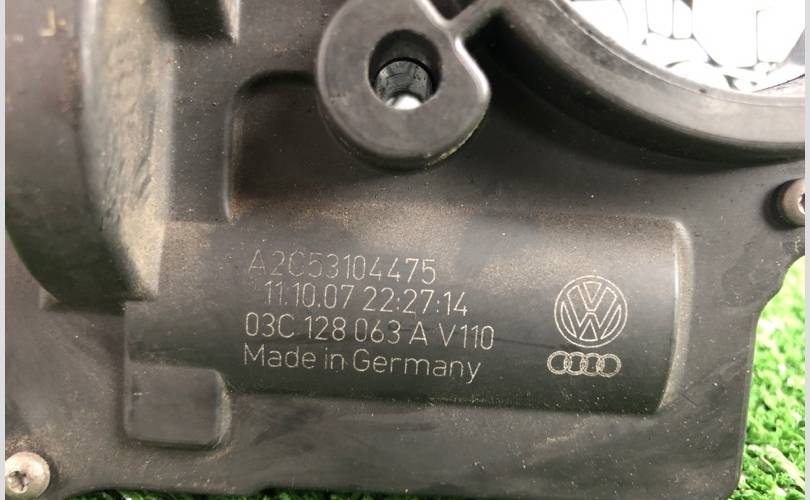 A2C53104475
11.10.07 22:27:14
03C 128 063 A V110
Made in Germany